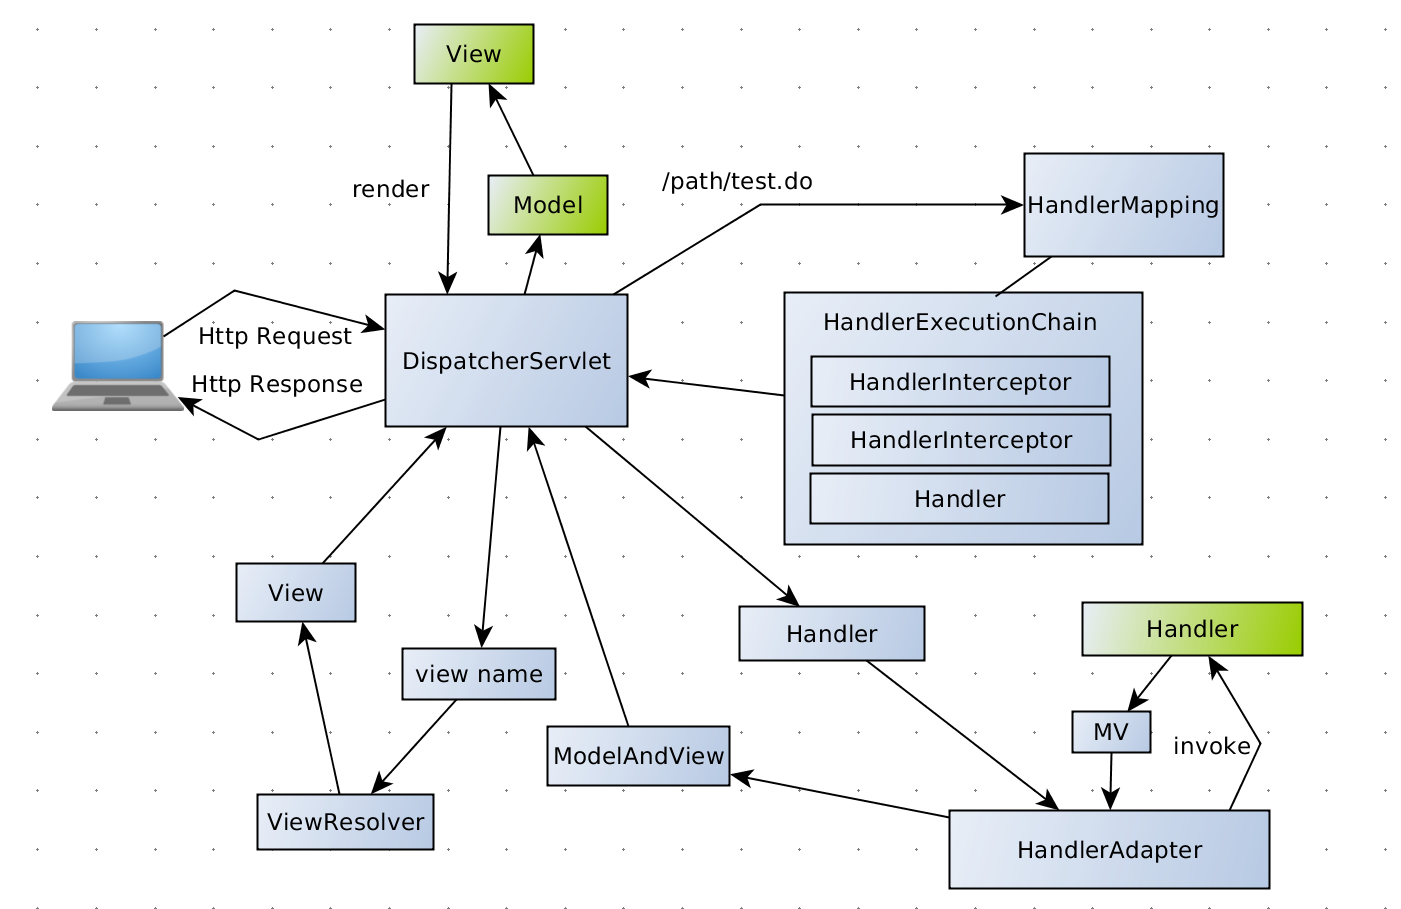 View
render
Model
/path/test.do
HandlerMapping
Http Request
Http Response
DispatcherServlet
HandlerExecutionChain
HandlerInterceptor
HandlerInterceptor
Handler
View
view name
ViewResolver
ModelAndView
Handler
Handler
MV
invoke
HandlerAdapter